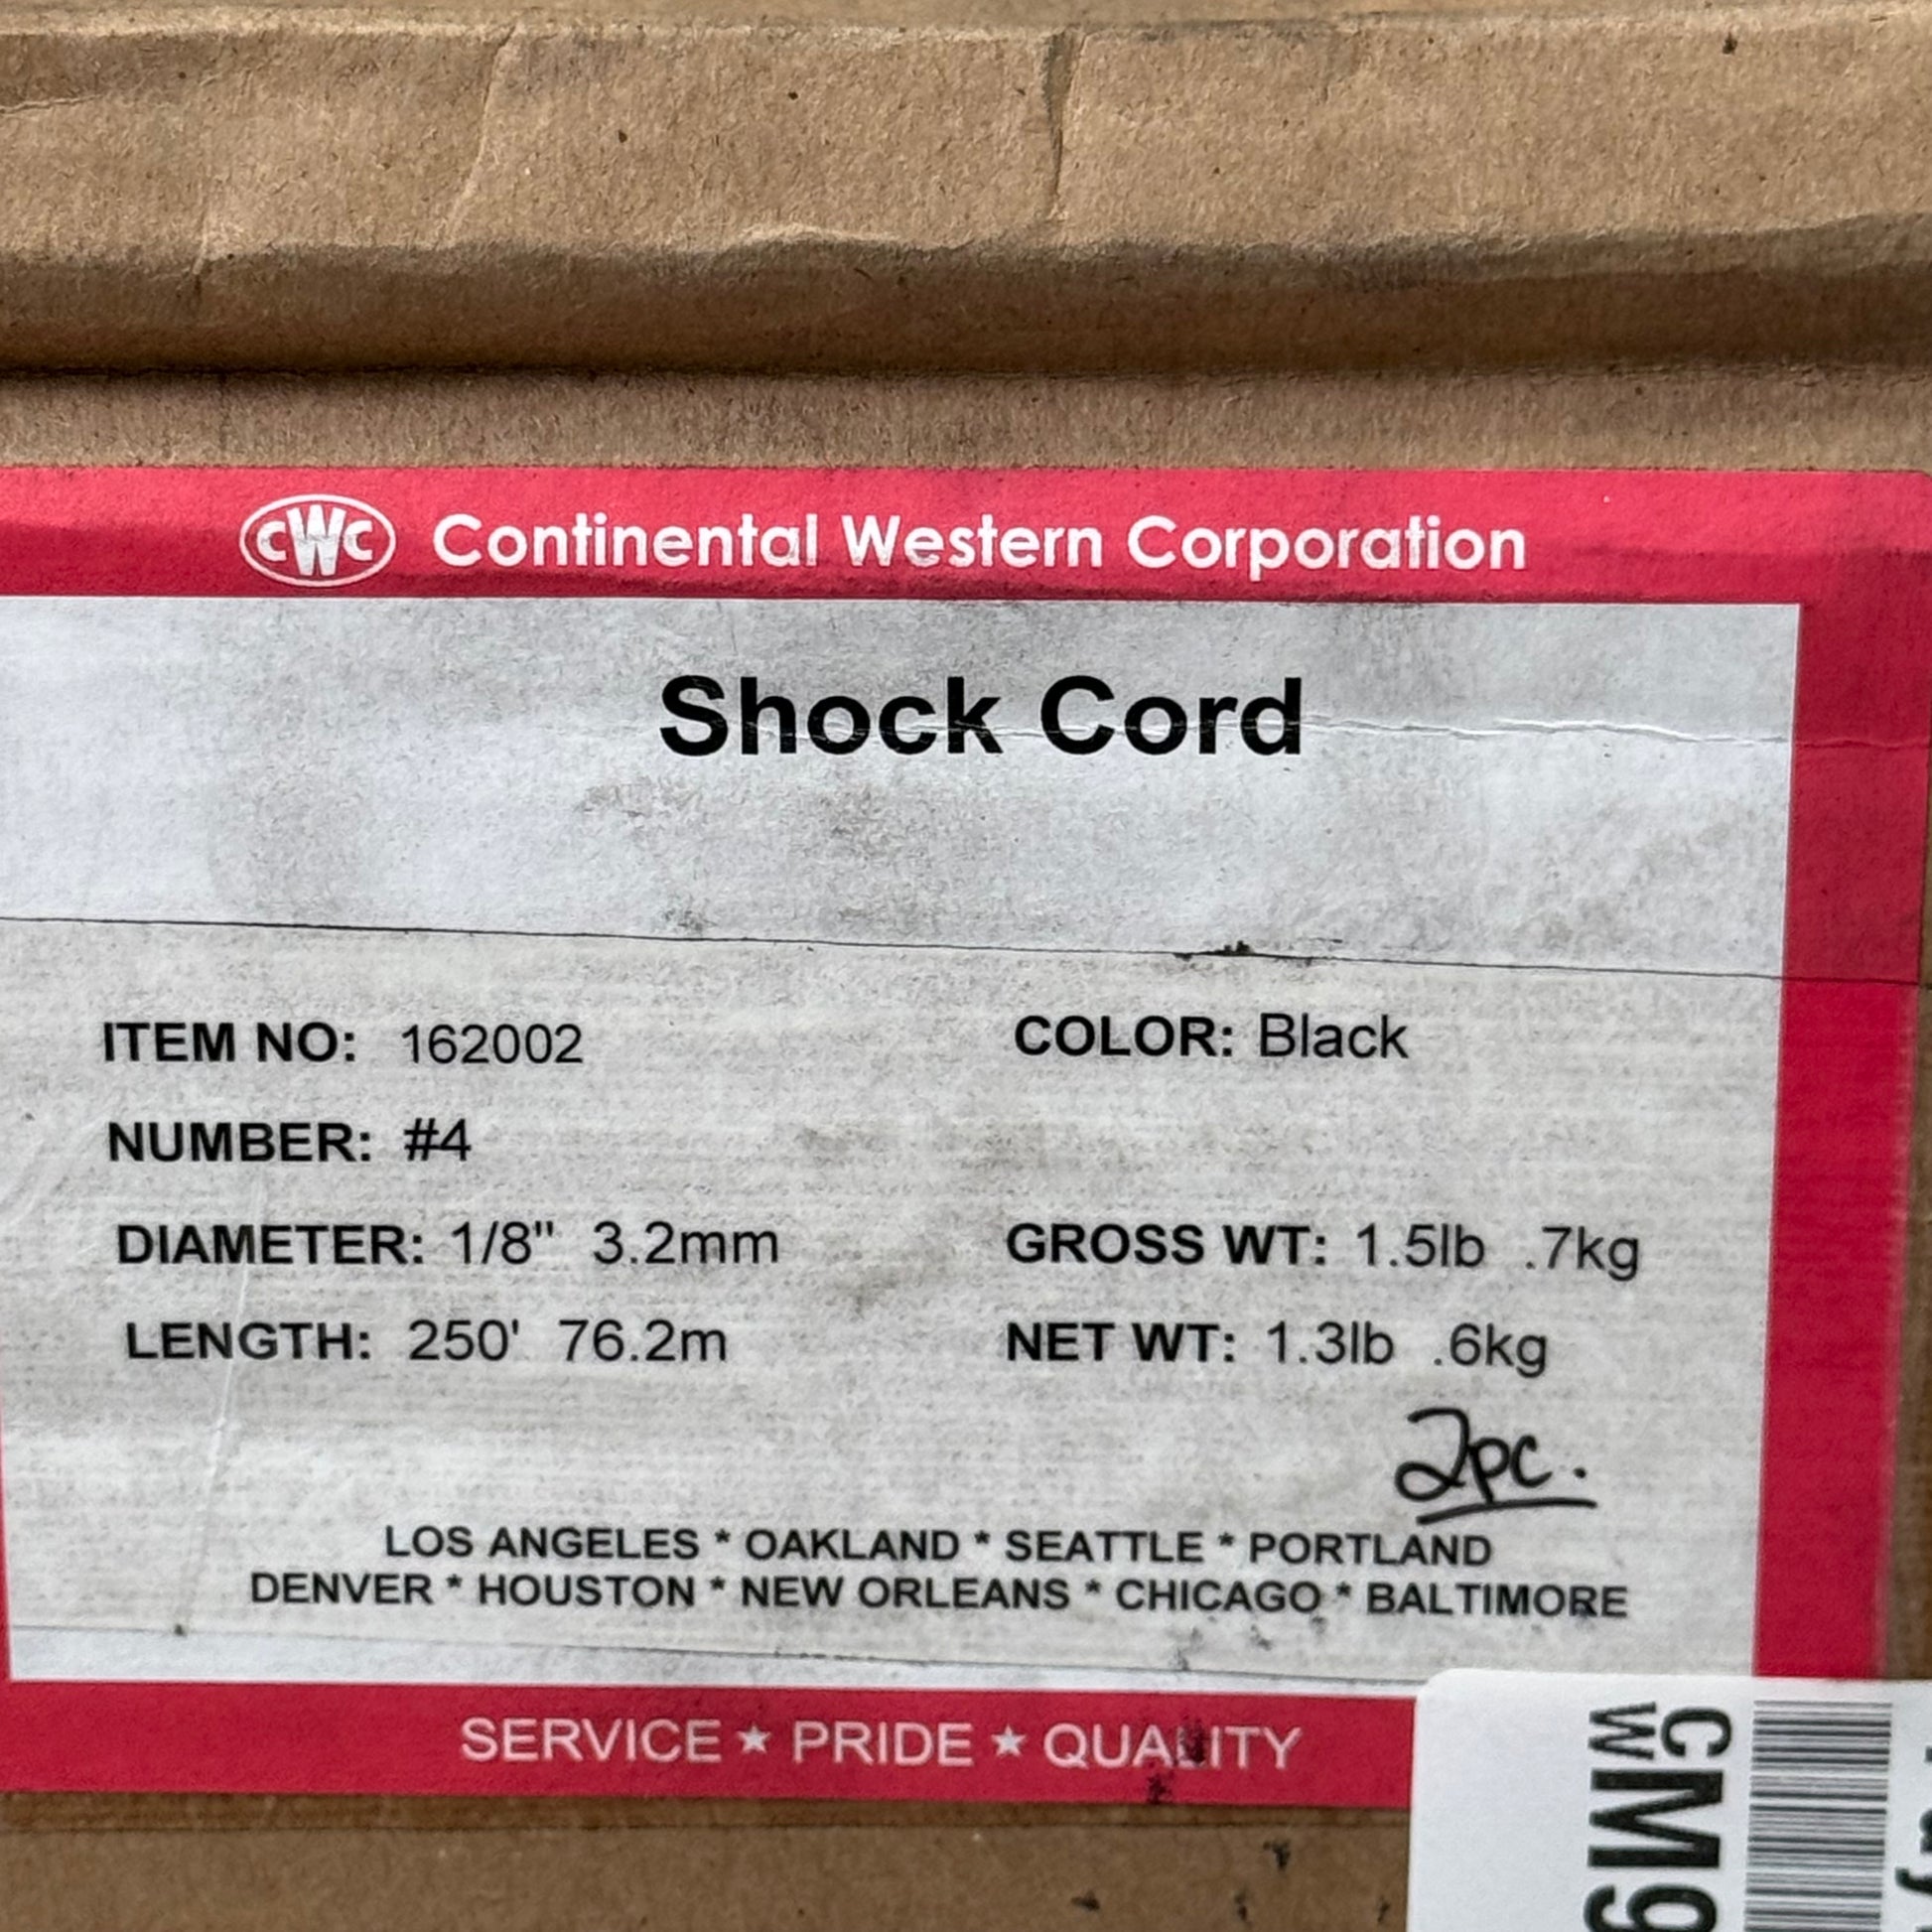 CWC Continental Western Corporation
Shock Cord
ITEM NO: 162002 COLOR: Black
NUMBER: #4
DIAMETER: 1/8" 3.2mm GROSS WT: 1.5lb .7kg
LENGTH: 250' 76.2m NET WT: 1.3lb .6kg
2pc.
LOS ANGELES * OAKLAND * SEATTLE * PORTLAND
DENVER * HOUSTON * NEW ORLEANS * CHICAGO * BALTIMORE
SERVICE ★ PRIDE ★ QUALITY